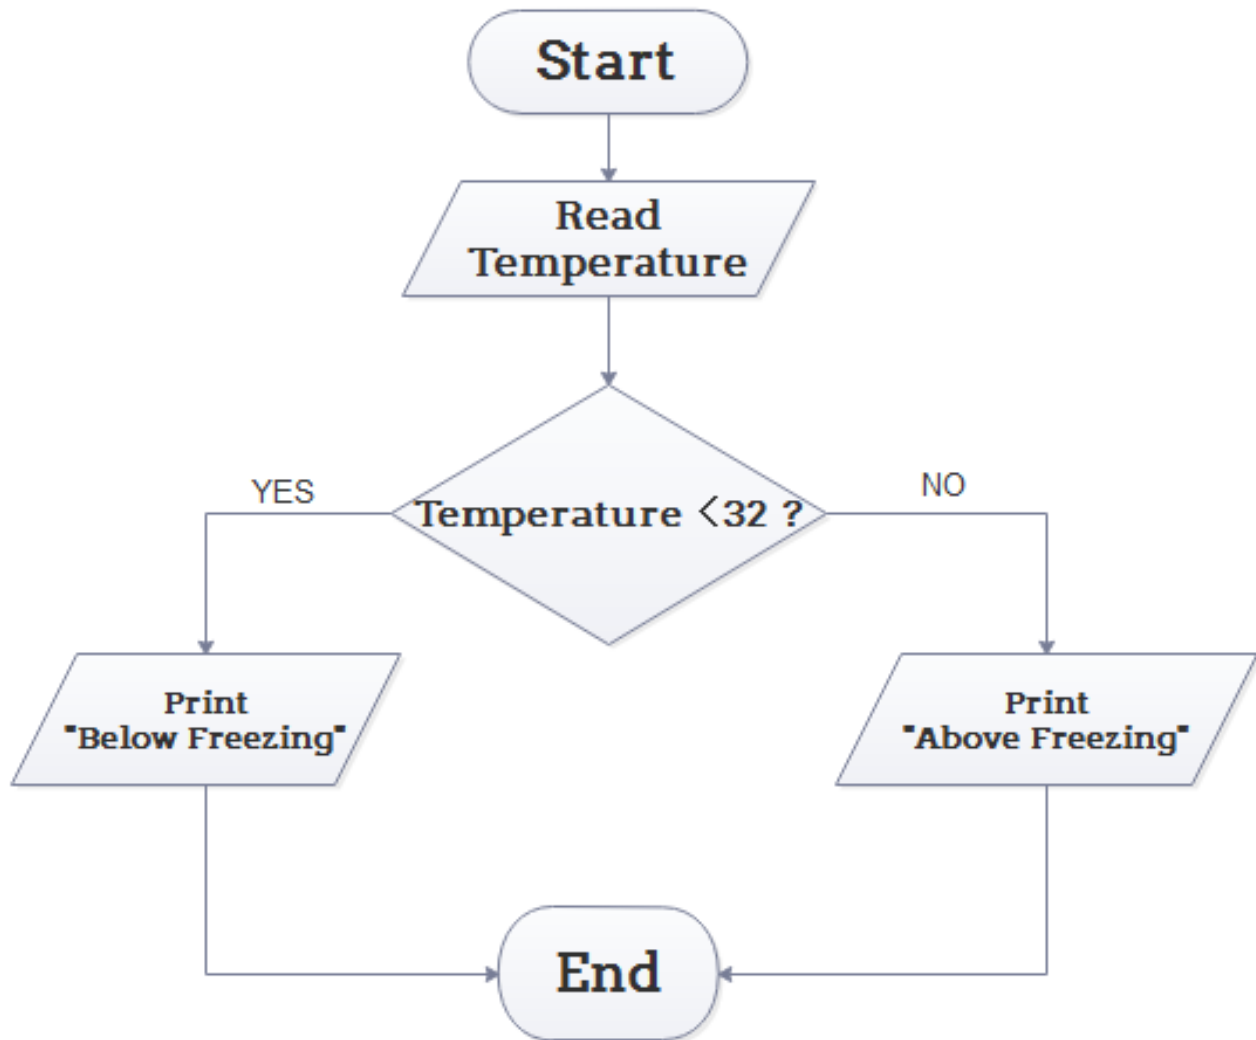 Start
Read
Temperature
YES
NO
Temperature <32 ?
Print
"Below Freezing"
Print
"Above Freezing"
End